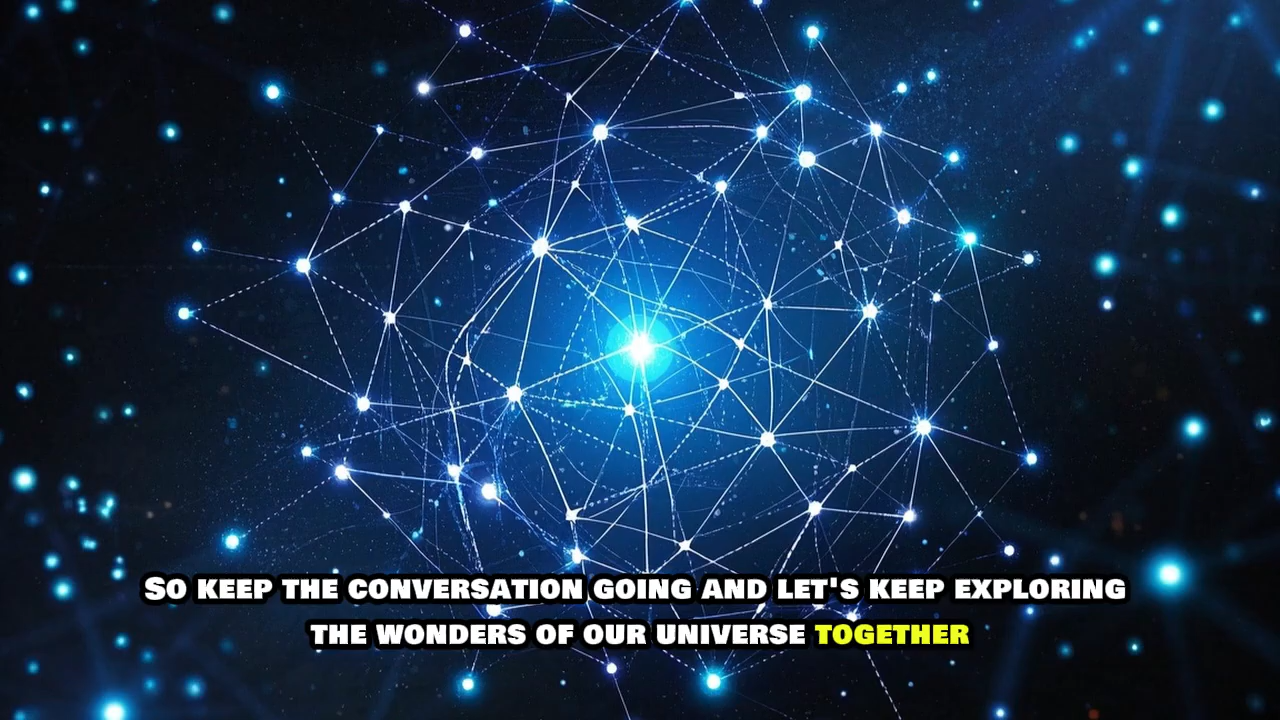 So keep the conversation going and let's keep exploring
the wonders of our universe together